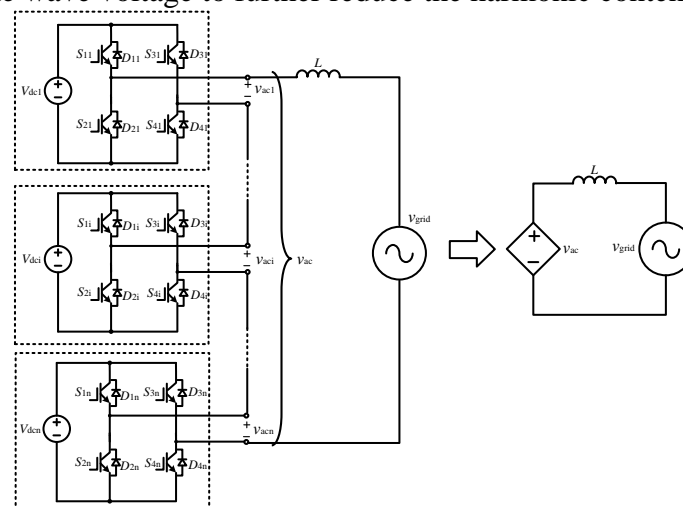 e wave voltage to further reduce the harmonic conten
S11 D11 S31 D31
Vdc1
S21 D21 S41 D41
+
−
vac1
L
S1i D1i S3i D3i
Vdci
S2i D2i S4i D4i
+
−
vaci
vac
vgrid
L
+
−
vac
vgrid
S1n D1n S3n D3n
Vdcn
S2n D2n S4n D4n
+
−
vacn